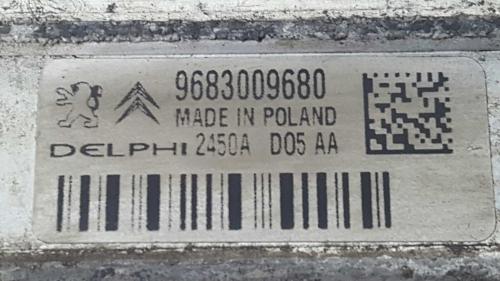 9683009680
MADE IN POLAND
DELPHI 2450A D05 AA